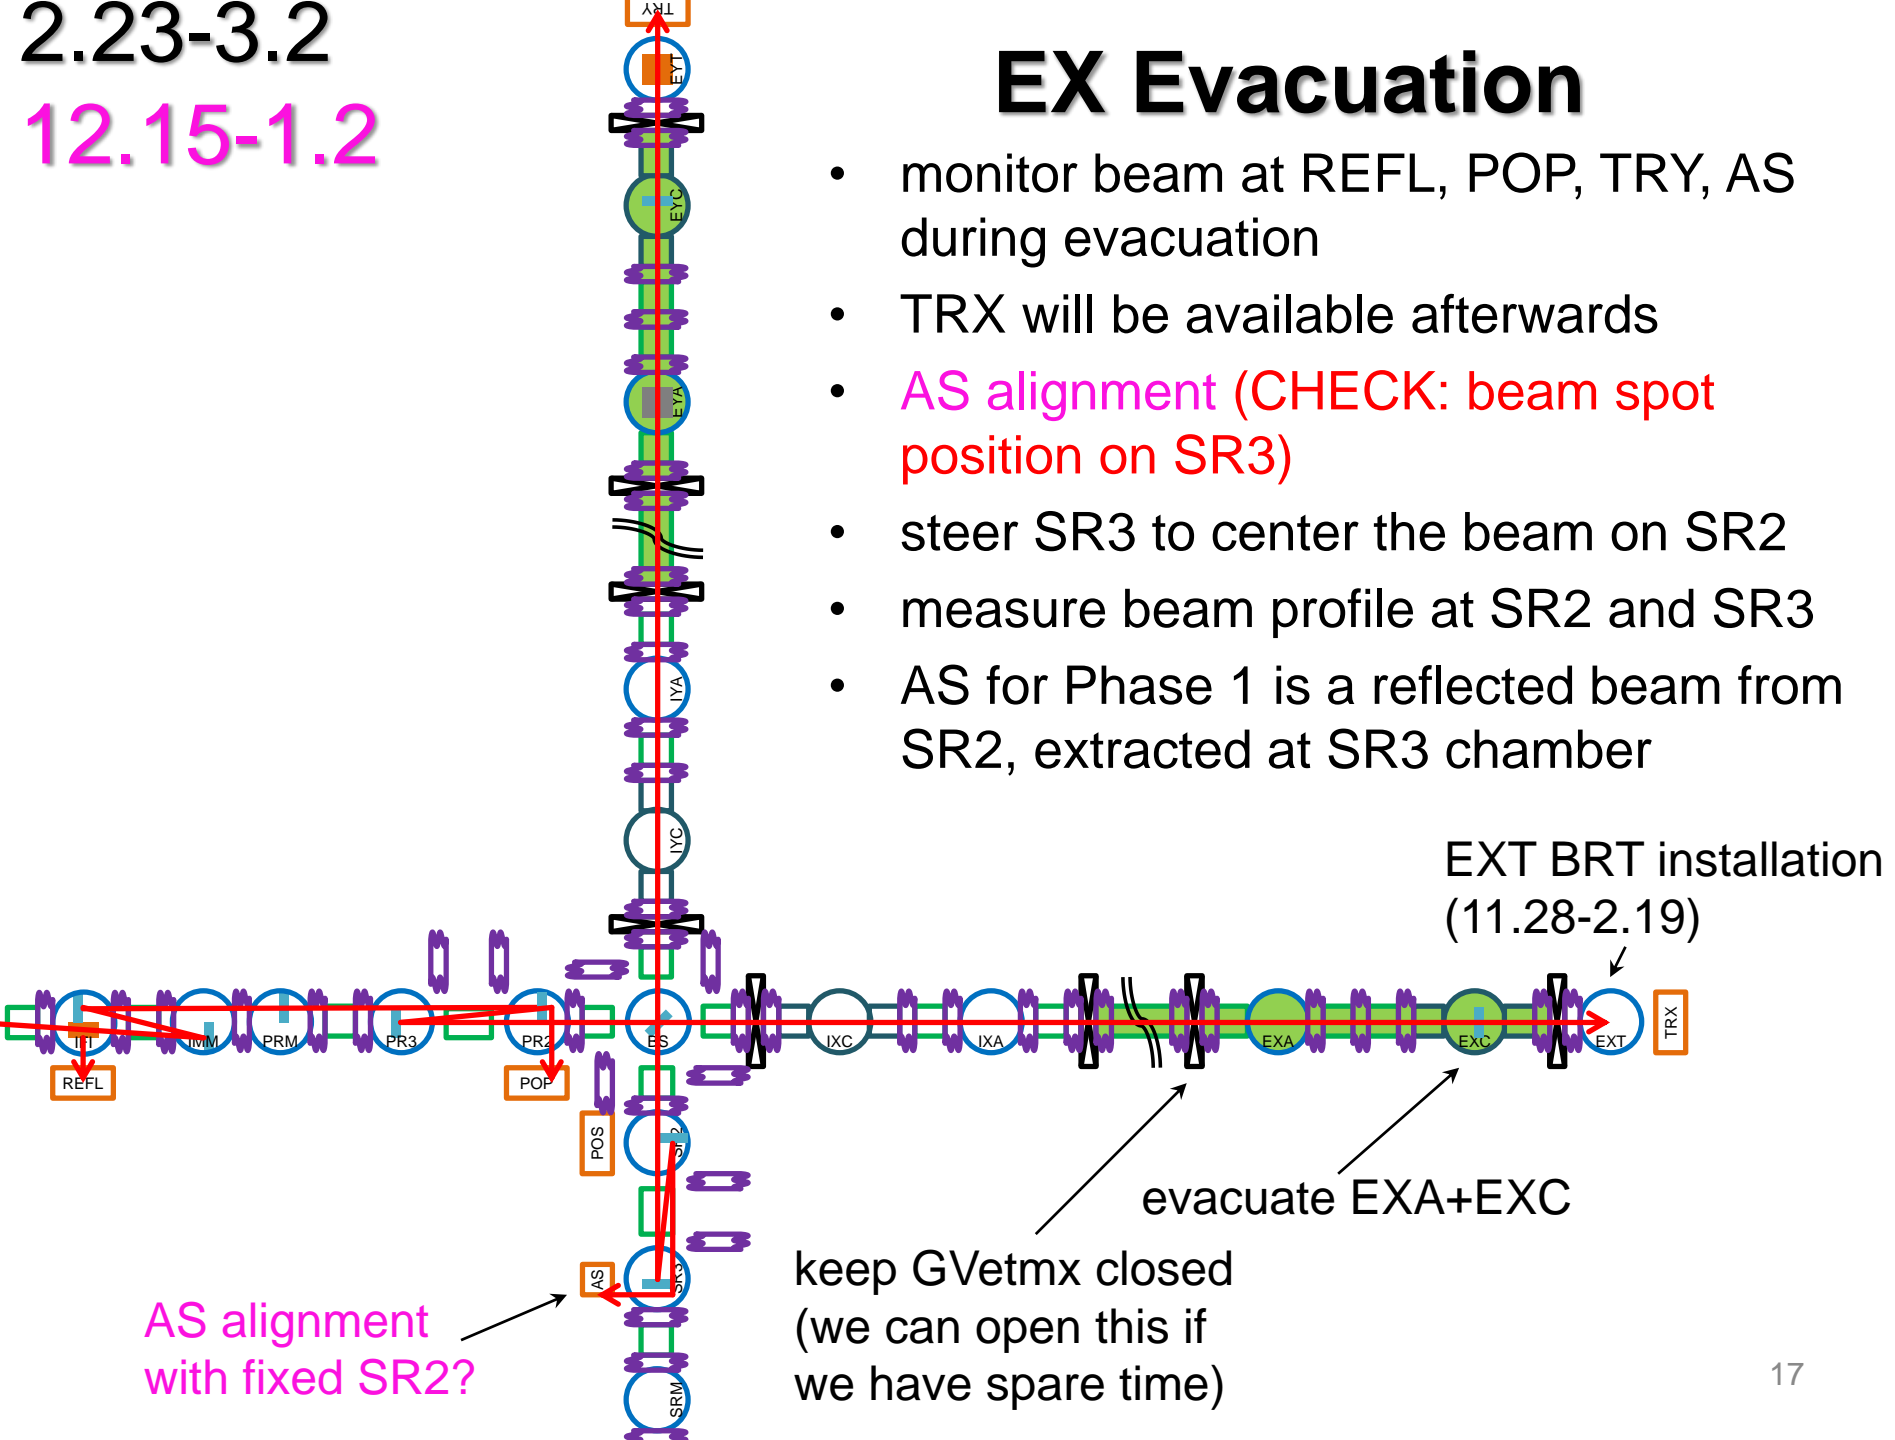 2.23-3.2
12.15-1.2
EX Evacuation
• monitor beam at REFL, POP, TRY, AS
during evacuation
• TRX will be available afterwards
• AS alignment (CHECK: beam spot
position on SR3)
• steer SR3 to center the beam on SR2
• measure beam profile at SR2 and SR3
• AS for Phase 1 is a reflected beam from
SR2, extracted at SR3 chamber
TRY
EYT
EYC
EYA
IYA
IYC
EXT BRT installation
(11.28-2.19)
IFI
IMM
PRM
PR3
PR2
BS
IXC
IXA
EXA
EXC
EXT
TRX
REFL
POP
POS
SR2
evacuate EXA+EXC
AS
SR3
keep GVetmx closed
(we can open this if
we have spare time)
AS alignment
with fixed SR2?
SRM
17